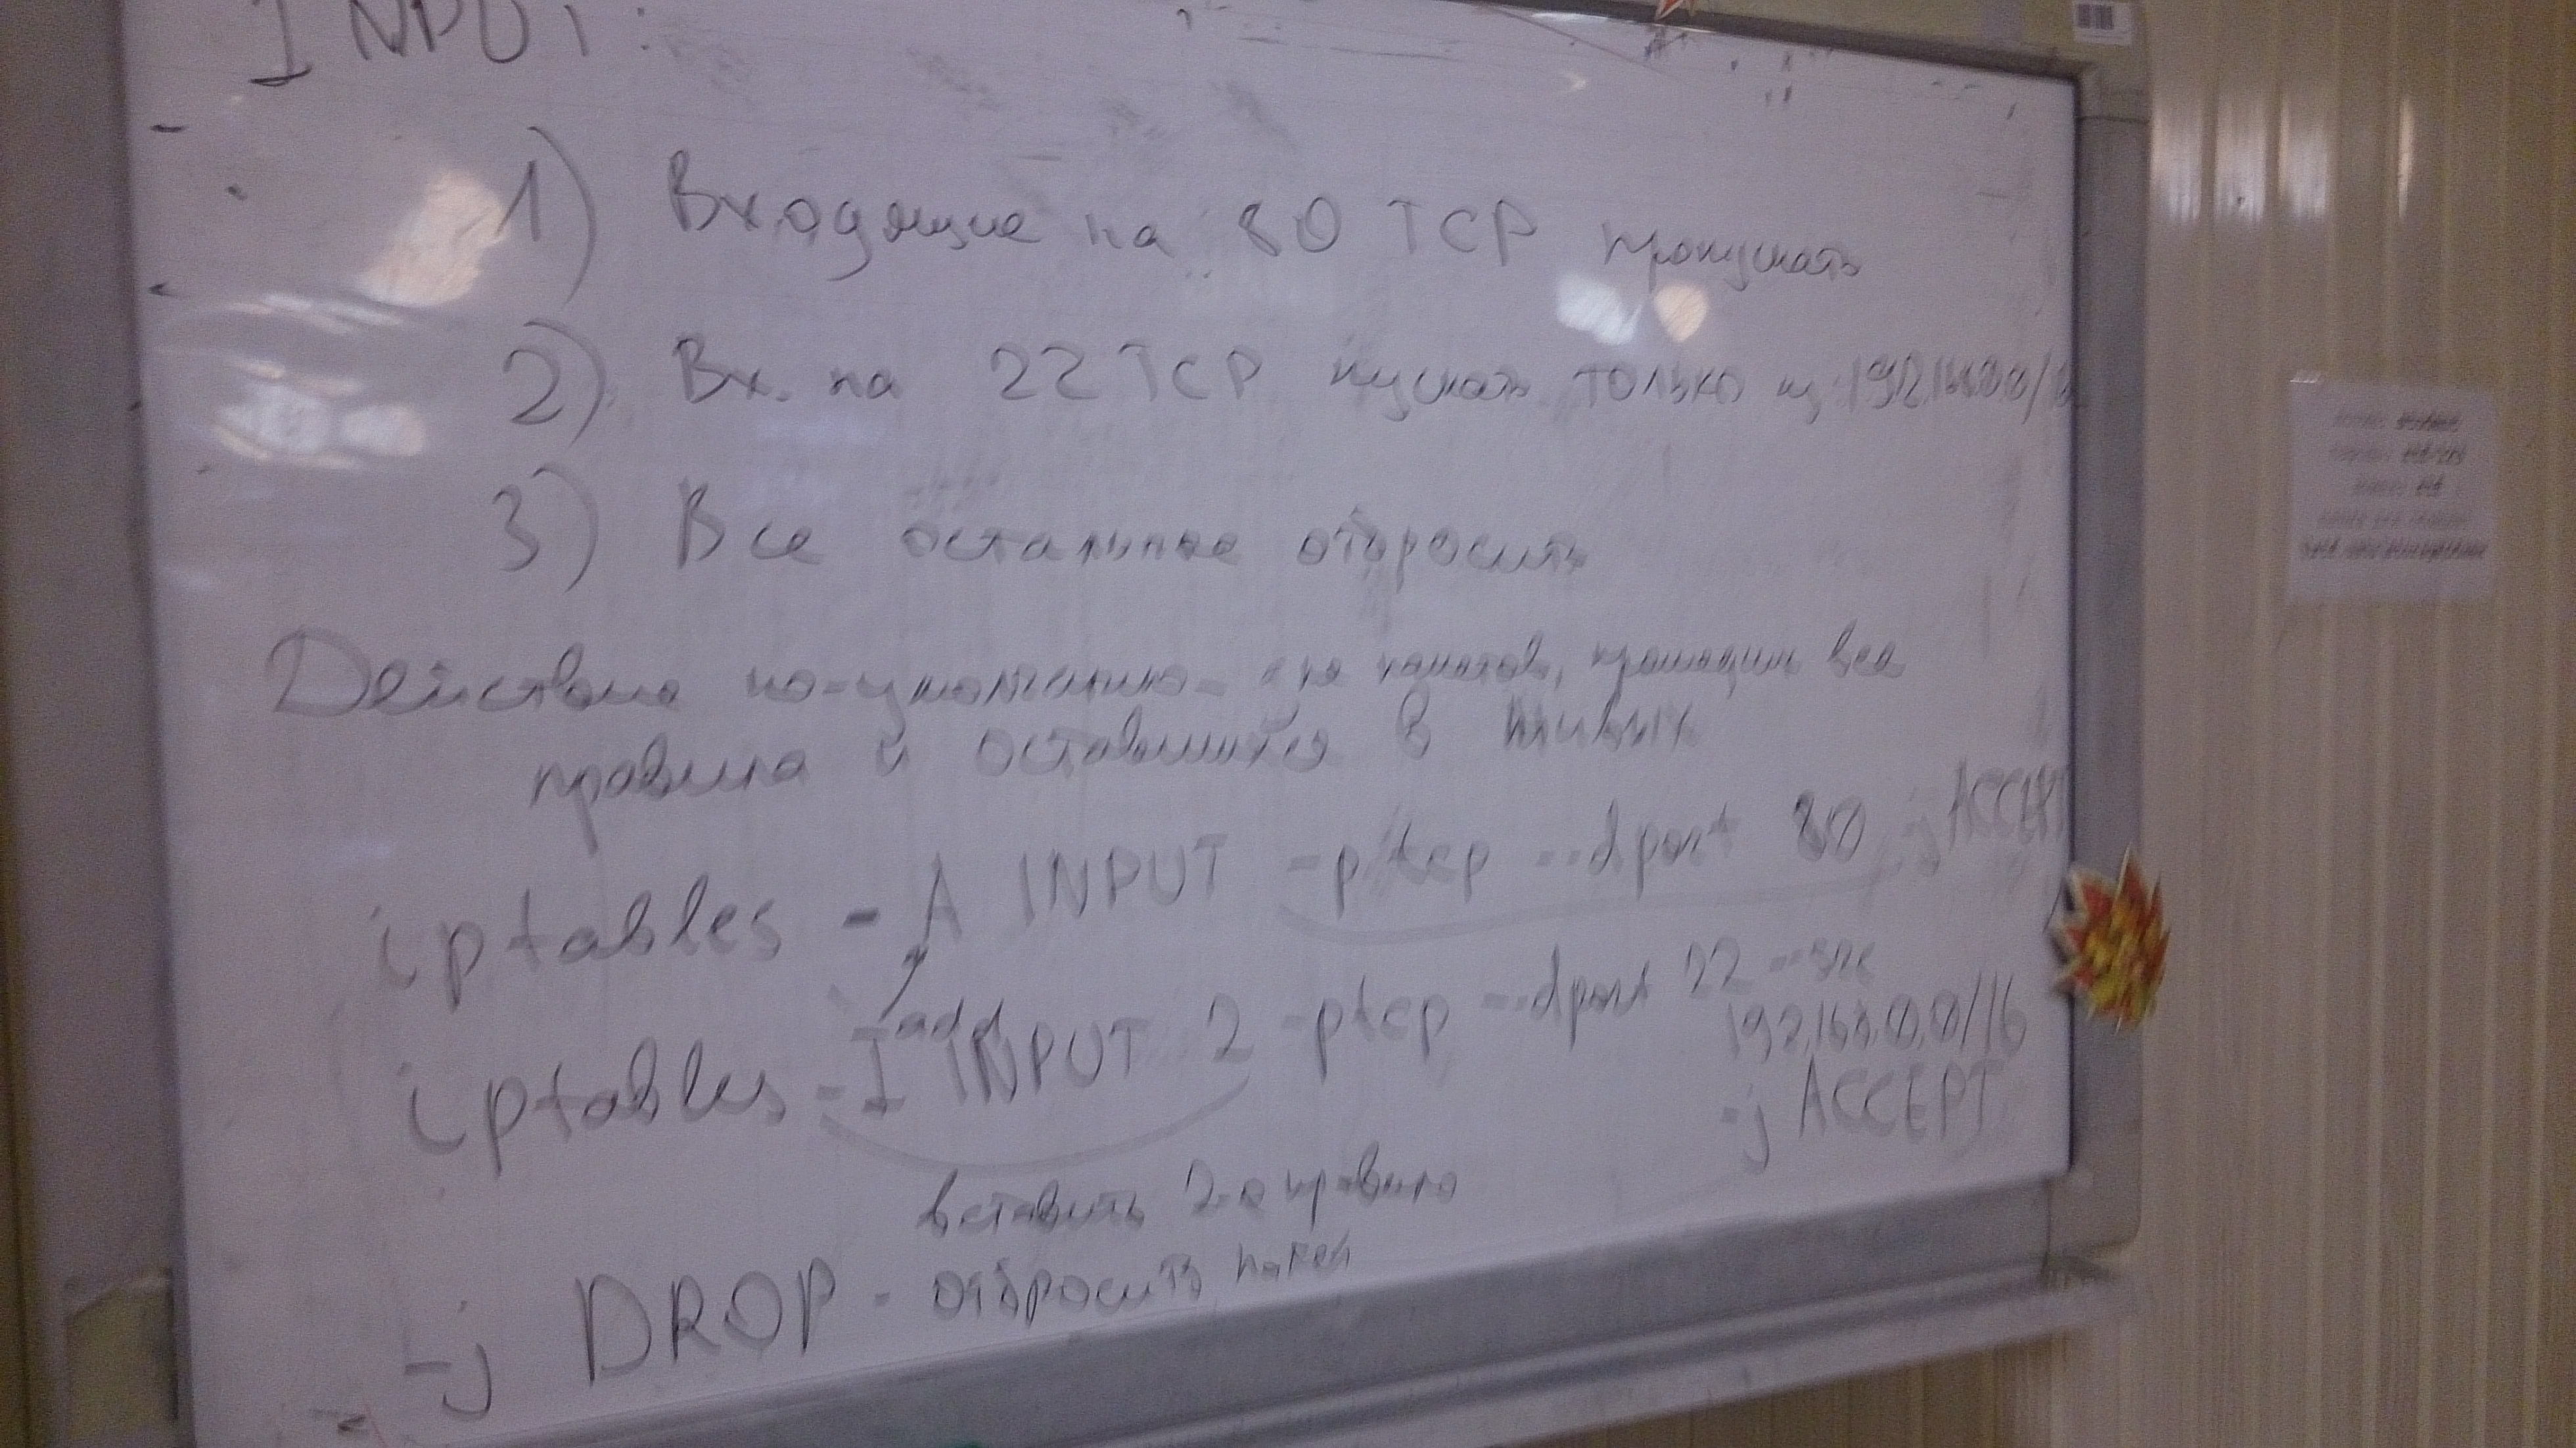 INPUT:
1) Входящие на 80 TCP пропускать
2) Вх. на 22 TCP пускать только из 192.168.0.0/
3) Все остальное отбросить
Действие по-умолчанию - для пакетов, прошедших все
правила и оставшихся в живых
iptables -A INPUT -p tcp --dport 80 -j ACCEPT
add
iptables -I INPUT 2 -p tcp --dport 22 --src
192.168.0.0/16
-j ACCEPT
вставить 2-е правило
-j DROP - отбросить пакет